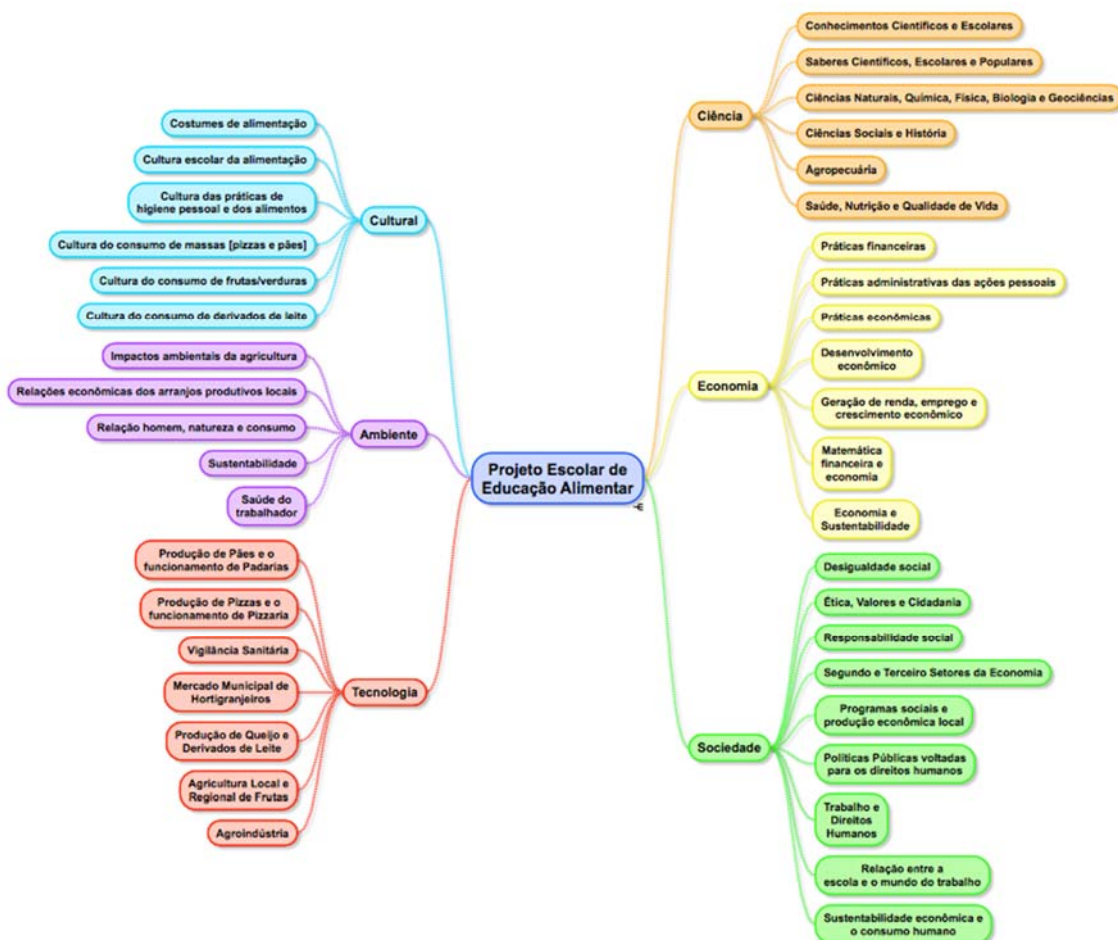 Projeto Escolar de
Educação Alimentar
Cultural
Costumes de alimentação
Cultura escolar da alimentação
Cultura das práticas de
higiene pessoal e dos alimentos
Cultura do consumo de massas [pizzas e pães]
Cultura do consumo de frutas/verduras
Cultura do consumo de derivados de leite
Ambiente
Impactos ambientais da agricultura
Relações econômicas dos arranjos produtivos locais
Relação homem, natureza e consumo
Sustentabilidade
Saúde do
trabalhador
Tecnologia
Produção de Pães e o
funcionamento de Padarias
Produção de Pizzas e o
funcionamento de Pizzaria
Vigilância Sanitária
Mercado Municipal de
Hortigranjeiros
Produção de Queijo e
Derivados de Leite
Agricultura Local e
Regional de Frutas
Agroindústria
Ciência
Conhecimentos Científicos e Escolares
Saberes Científicos, Escolares e Populares
Ciências Naturais, Química, Física, Biologia e Geociências
Ciências Sociais e História
Agropecuária
Saúde, Nutrição e Qualidade de Vida
Economia
Práticas financeiras
Práticas administrativas das ações pessoais
Práticas econômicas
Desenvolvimento
econômico
Geração de renda, emprego e
crescimento econômico
Matemática
financeira e
economia
Economia e
Sustentabilidade
Sociedade
Desigualdade social
Ética, Valores e Cidadania
Responsabilidade social
Segundo e Terceiro Setores da Economia
Programas sociais e
produção econômica local
Políticas Públicas voltadas
para os direitos humanos
Trabalho e
Direitos
Humanos
Relação entre a
escola e o mundo do trabalho
Sustentabilidade econômica e
o consumo humano